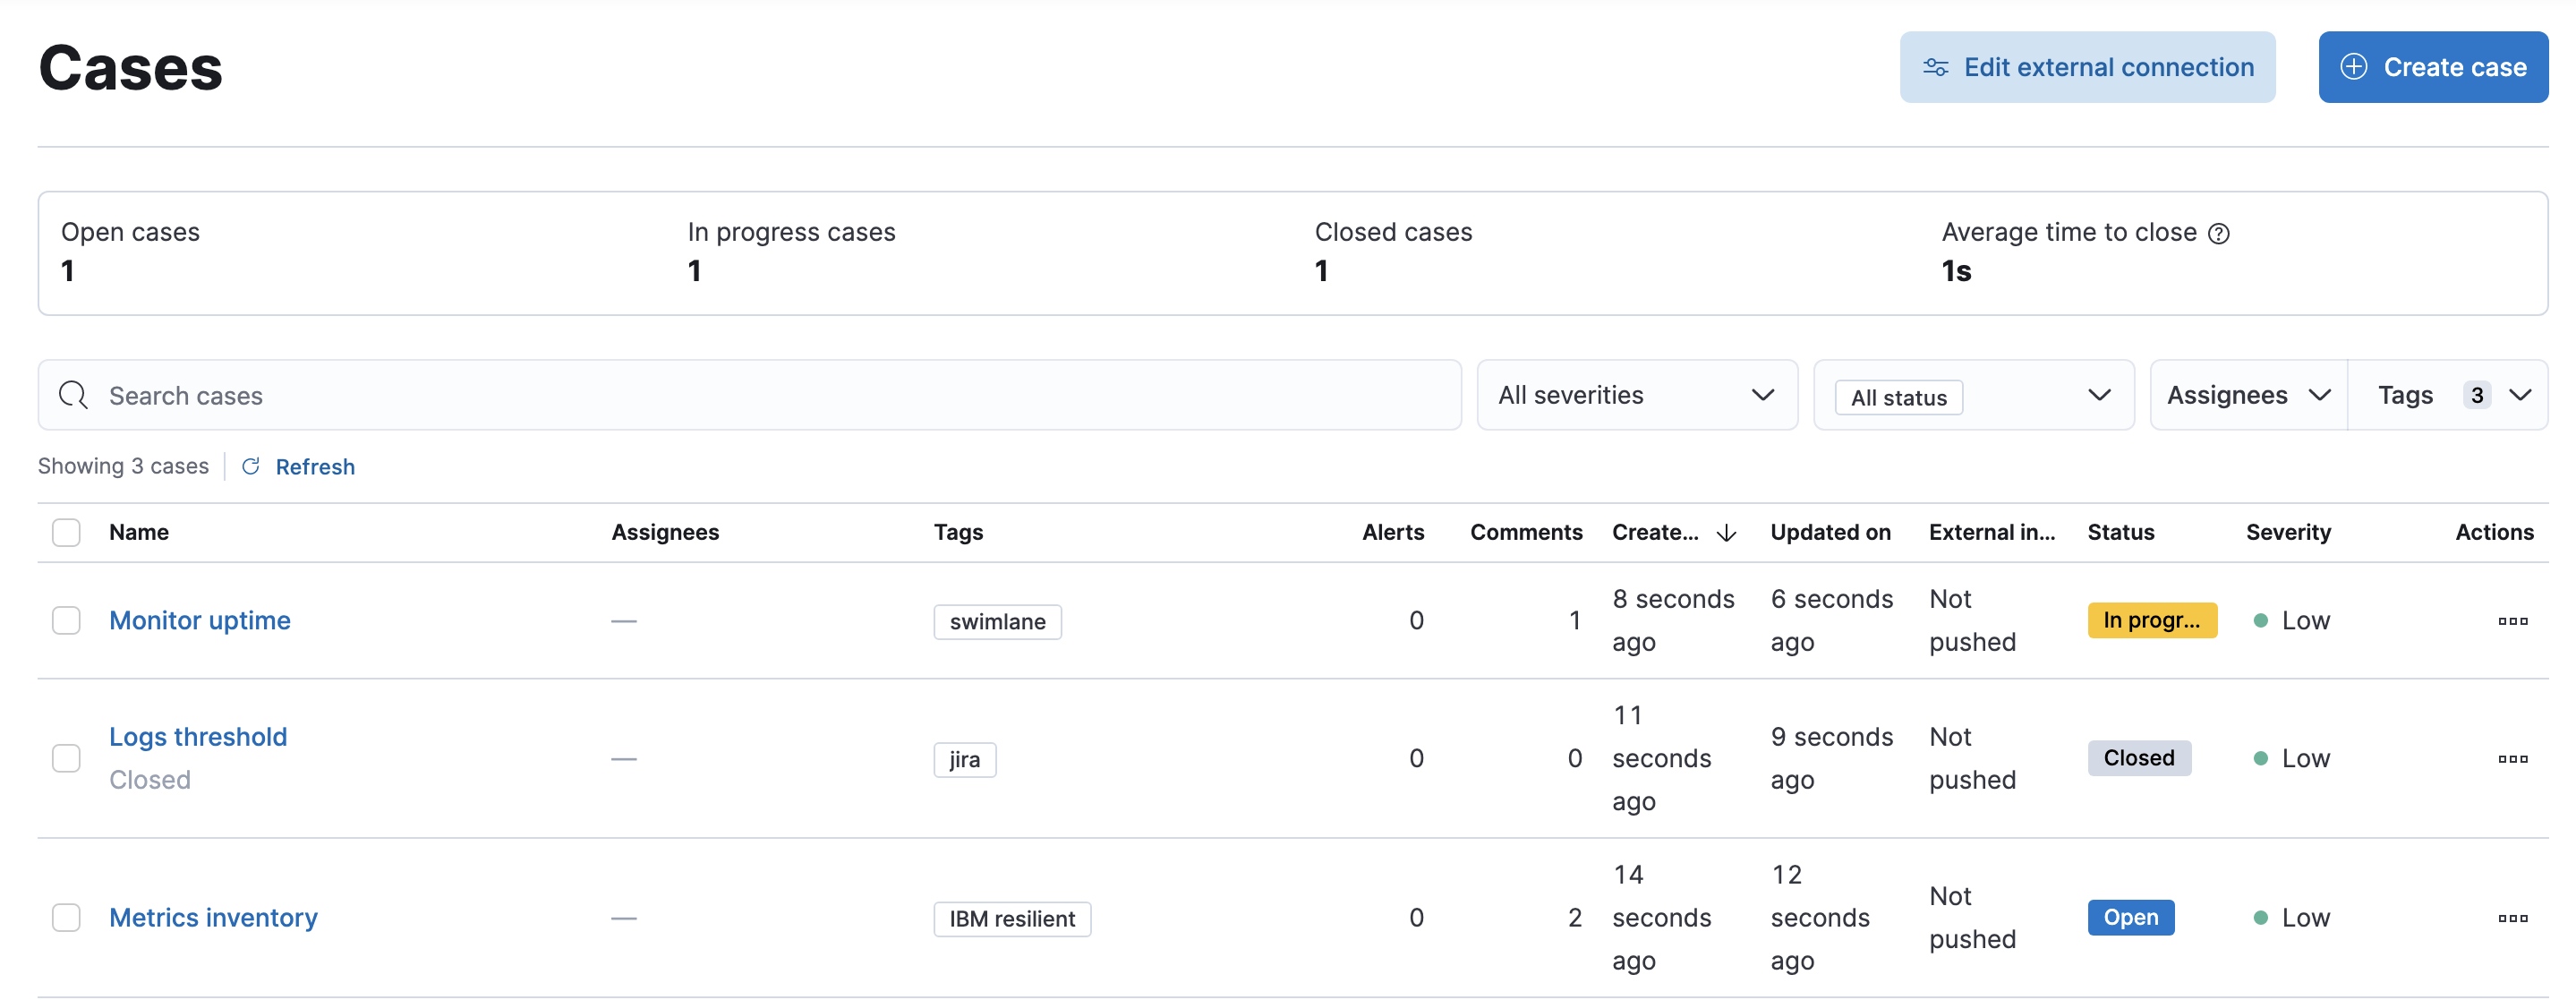 Cases
Edit external connection
Create case
Open cases
1
In progress cases
1
Closed cases
1
Average time to close
1s
Search cases
All severities
All status
Assignees
Tags 3
Showing 3 cases
Refresh
Name Assignees Tags Alerts Comments Create... Updated on External in... Status Severity Actions
Monitor uptime
—
swimlane
0
1
8 seconds
ago
6 seconds
ago
Not
pushed
In progr...
Low
Logs threshold
Closed
—
jira
0
0
11
seconds
ago
9 seconds
ago
Not
pushed
Closed
Low
Metrics inventory
—
IBM resilient
0
2
14
seconds
ago
12
seconds
ago
Not
pushed
Open
Low